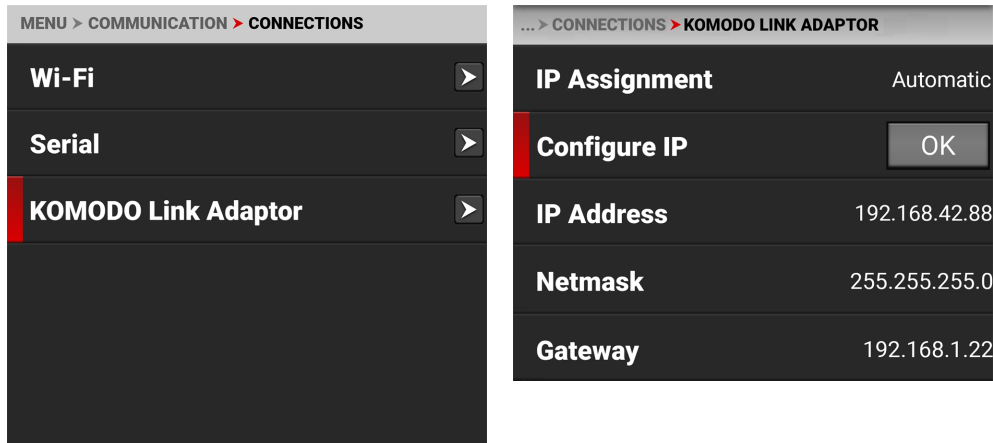 MENU > COMMUNICATION > CONNECTIONS
Wi-Fi
Serial
KOMODO Link Adaptor
... > CONNECTIONS > KOMODO LINK ADAPTOR
IP Assignment Automatic
Configure IP OK
IP Address 192.168.42.88
Netmask 255.255.255.0
Gateway 192.168.1.22